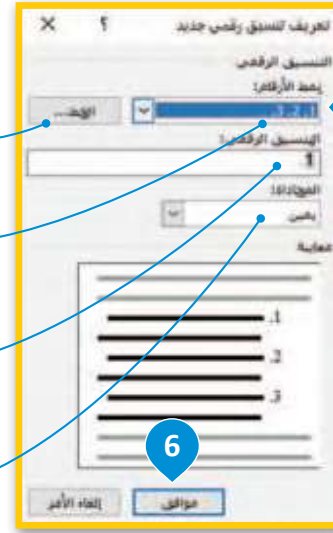 تعريف تنسيق رقمي جديد ؟ ×
التنسيق الرقمي
نمط الأرقام:
1, 2, 3, ...
الخط...
التنسيق الرقمي:
1
المحاذاة:
يمين
معاينة
1.
2.
3.
6
موافق
إلغاء الأمر